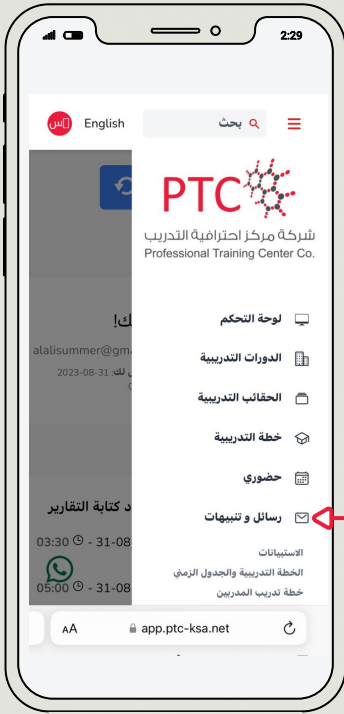 2:29
بحث
English
س
PTC
شركة مركز احترافية التدريب
Professional Training Center Co.
لوحة التحكم
الدورات التدريبية
الحقائب التدريبية
خطة التدريبية
حضوري
رسائل و تنبيهات
الاستبيانات
الخطة التدريبية والجدول الزمني
خطة تدريب المدربين
ك!
alalisummer@gma
لك: 31-08-2023
د كتابة التقارير
03:30 - 31-08
05:00 - 31-08
AA
app.ptc-ksa.net